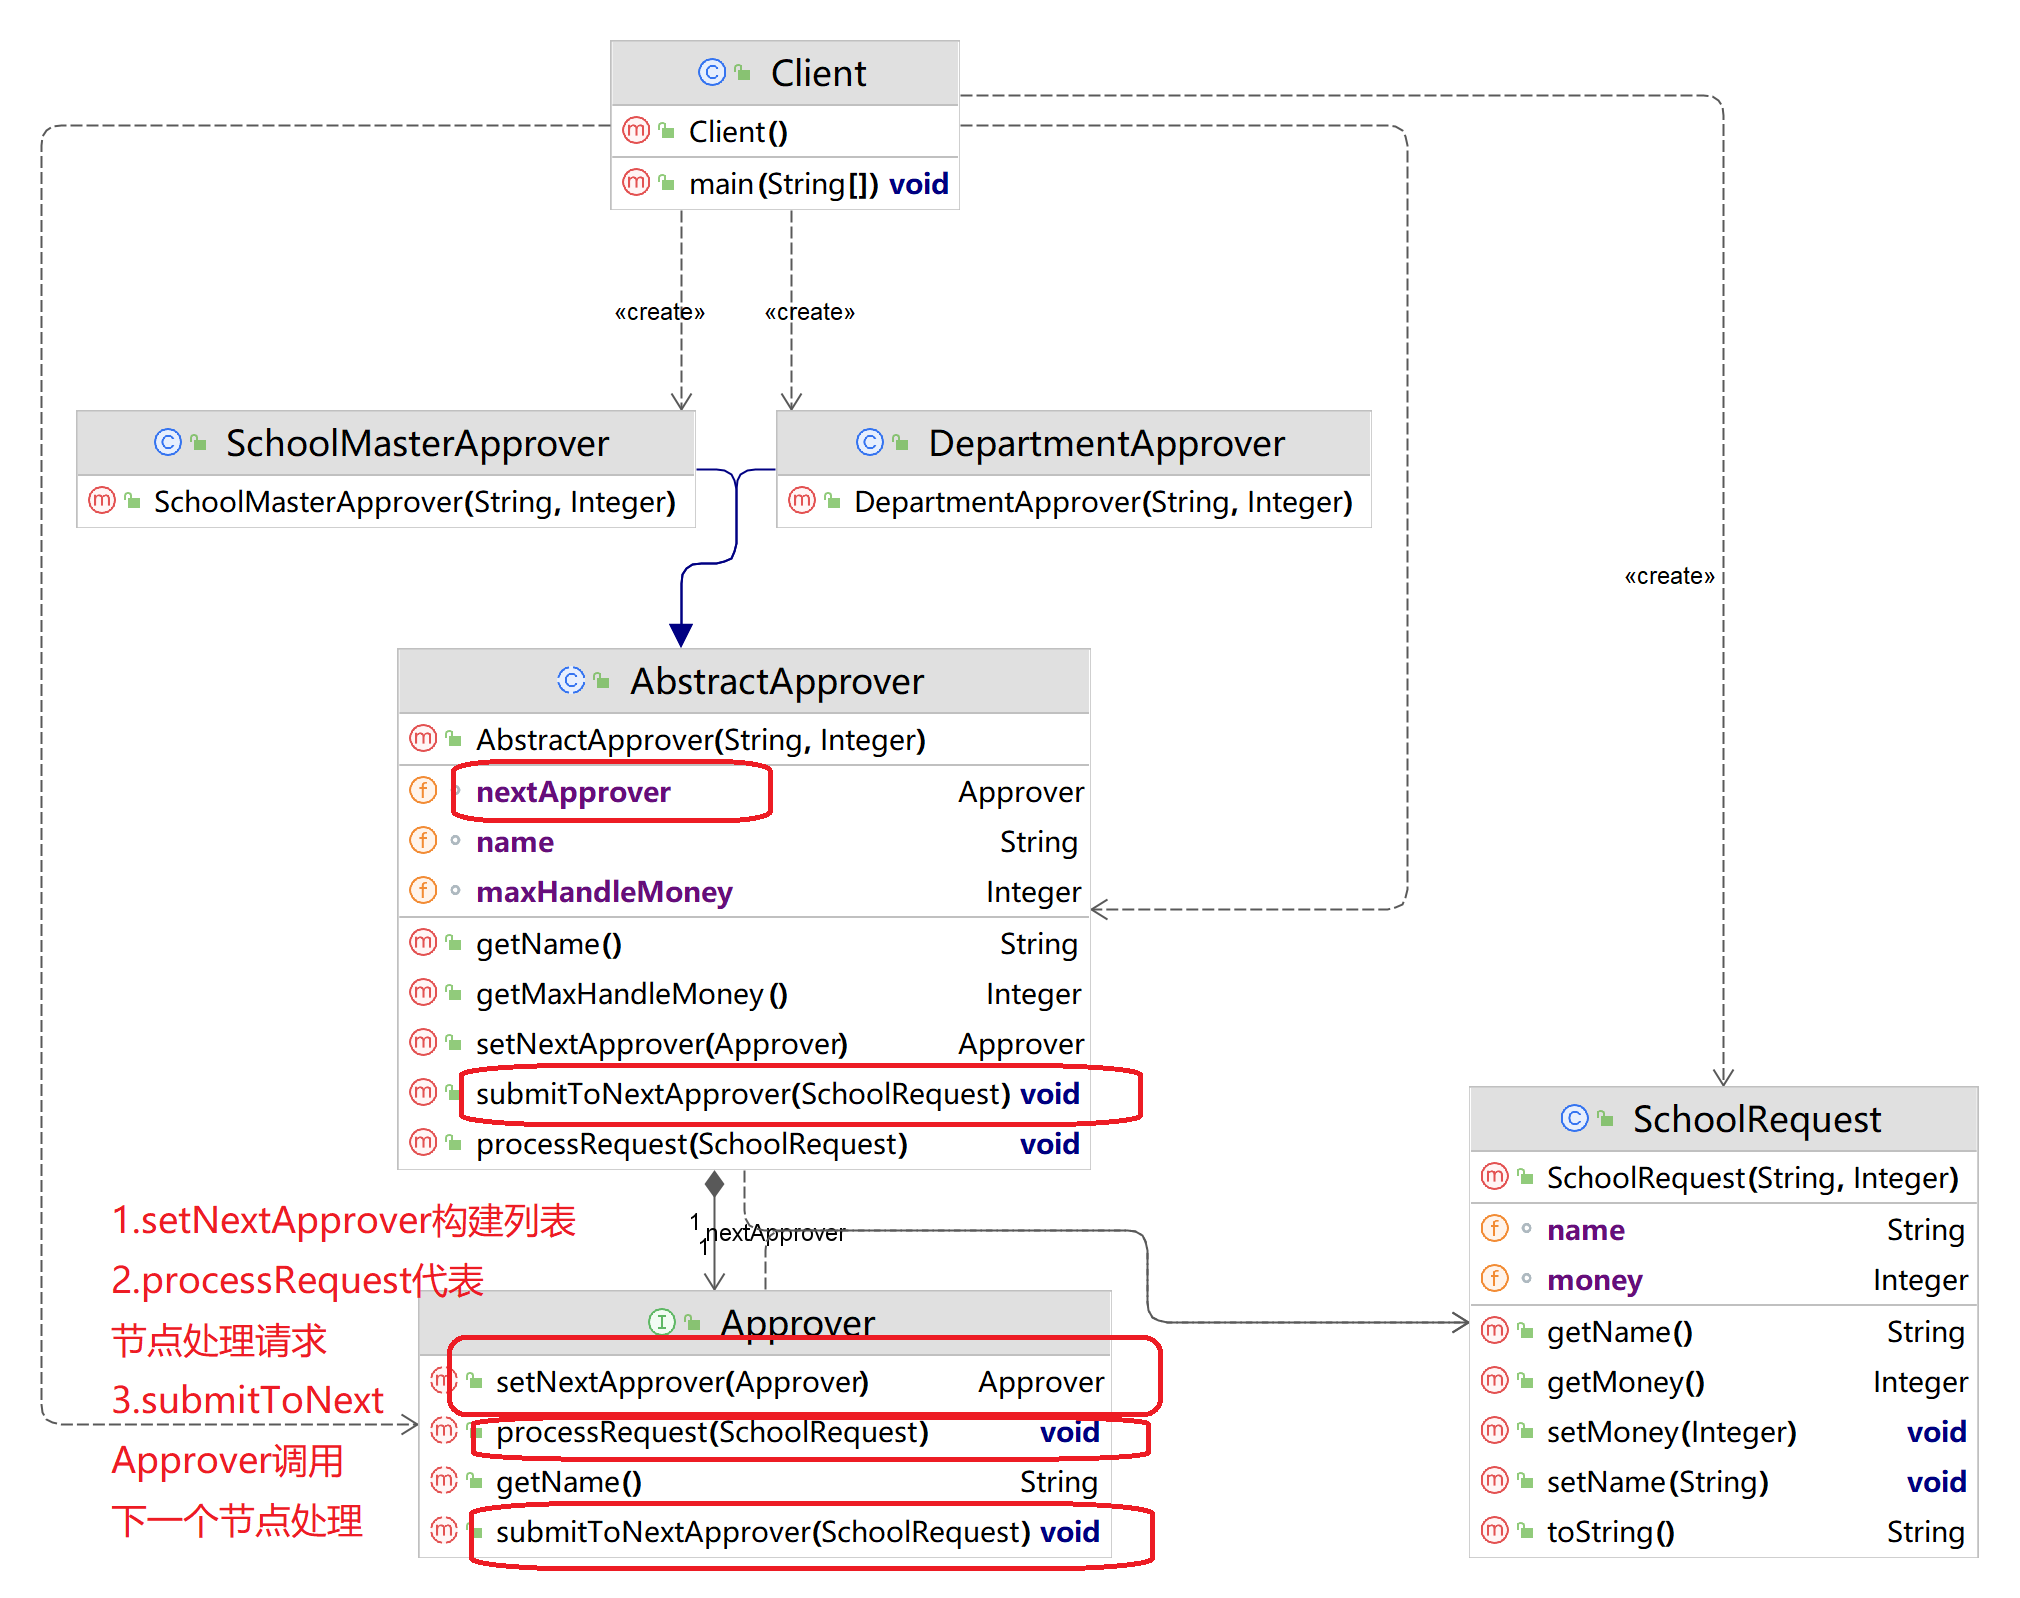 Client
Client()
main(String[]) void
«create»
«create»
SchoolMasterApprover
SchoolMasterApprover(String, Integer)
DepartmentApprover
DepartmentApprover(String, Integer)
«create»
AbstractApprover
AbstractApprover(String, Integer)
nextApprover Approver
name String
maxHandleMoney Integer
getName() String
getMaxHandleMoney() Integer
setNextApprover(Approver) Approver
submitToNextApprover(SchoolRequest) void
processRequest(SchoolRequest) void
1
nextApprover
1
1.setNextApprover构建列表
2.processRequest代表
节点处理请求
3.submitToNext
Approver调用
下一个节点处理
Approver
setNextApprover(Approver) Approver
processRequest(SchoolRequest) void
getName() String
submitToNextApprover(SchoolRequest) void
SchoolRequest
SchoolRequest(String, Integer)
name String
money Integer
getName() String
getMoney() Integer
setMoney(Integer) void
setName(String) void
toString() String